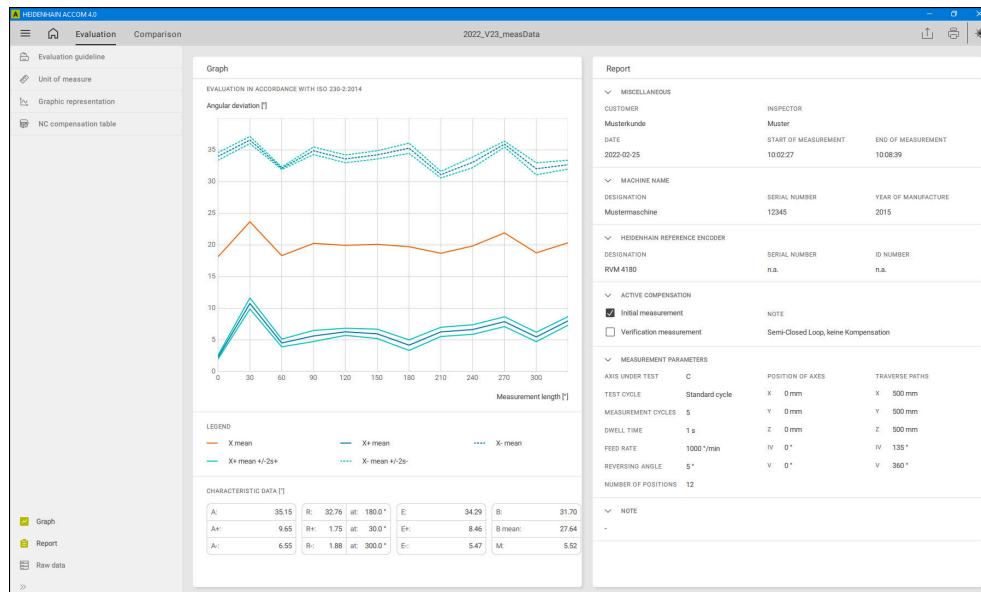 HEIDENHAIN ACCOM 4.0
Evaluation Comparison 2022_V23_measData
Evaluation guideline
Unit of measure
Graphic representation
NC compensation table
Graph
Report
Raw data
Graph
EVALUATION IN ACCORDANCE WITH ISO 230-2:2014
Angular deviation ["]
35
30
25
20
15
10
5
0
0 30 60 90 120 150 180 210 240 270 300
Measurement length [°]
LEGEND
X mean X+ mean X- mean
X+ mean +/-2s+ X- mean +/-2s-
CHARACTERISTIC DATA ["]
A: 35.15 R: 32.76 at: 180.0 ° E: 34.29 B: 31.70
A+: 9.65 R+: 1.75 at: 30.0 ° E+: 8.46 B mean: 27.64
A-: 6.55 R-: 1.88 at: 300.0 ° E-: 5.47 M: 5.52
Report
MISCELLANEOUS
CUSTOMER INSPECTOR
Musterkunde Muster
DATE START OF MEASUREMENT END OF MEASUREMENT
2022-02-25 10:02:27 10:08:39
MACHINE NAME
DESIGNATION SERIAL NUMBER YEAR OF MANUFACTURE
Mustermaschine 12345 2015
HEIDENHAIN REFERENCE ENCODER
DESIGNATION SERIAL NUMBER ID NUMBER
RVM 4180 n.a. n.a.
ACTIVE COMPENSATION
Initial measurement NOTE
Verification measurement Semi-Closed Loop, keine Kompensation
MEASUREMENT PARAMETERS
AXIS UNDER TEST C POSITION OF AXES TRAVERSE PATHS
TEST CYCLE Standard cycle X 0 mm X 500 mm
MEASUREMENT CYCLES 5 Y 0 mm Y 500 mm
DWELL TIME 1 s Z 0 mm Z 500 mm
FEED RATE 1000 °/min IV 0 ° IV 135 °
REVERSING ANGLE 5 ° V 0 ° V 360 °
NUMBER OF POSITIONS 12
NOTE
-